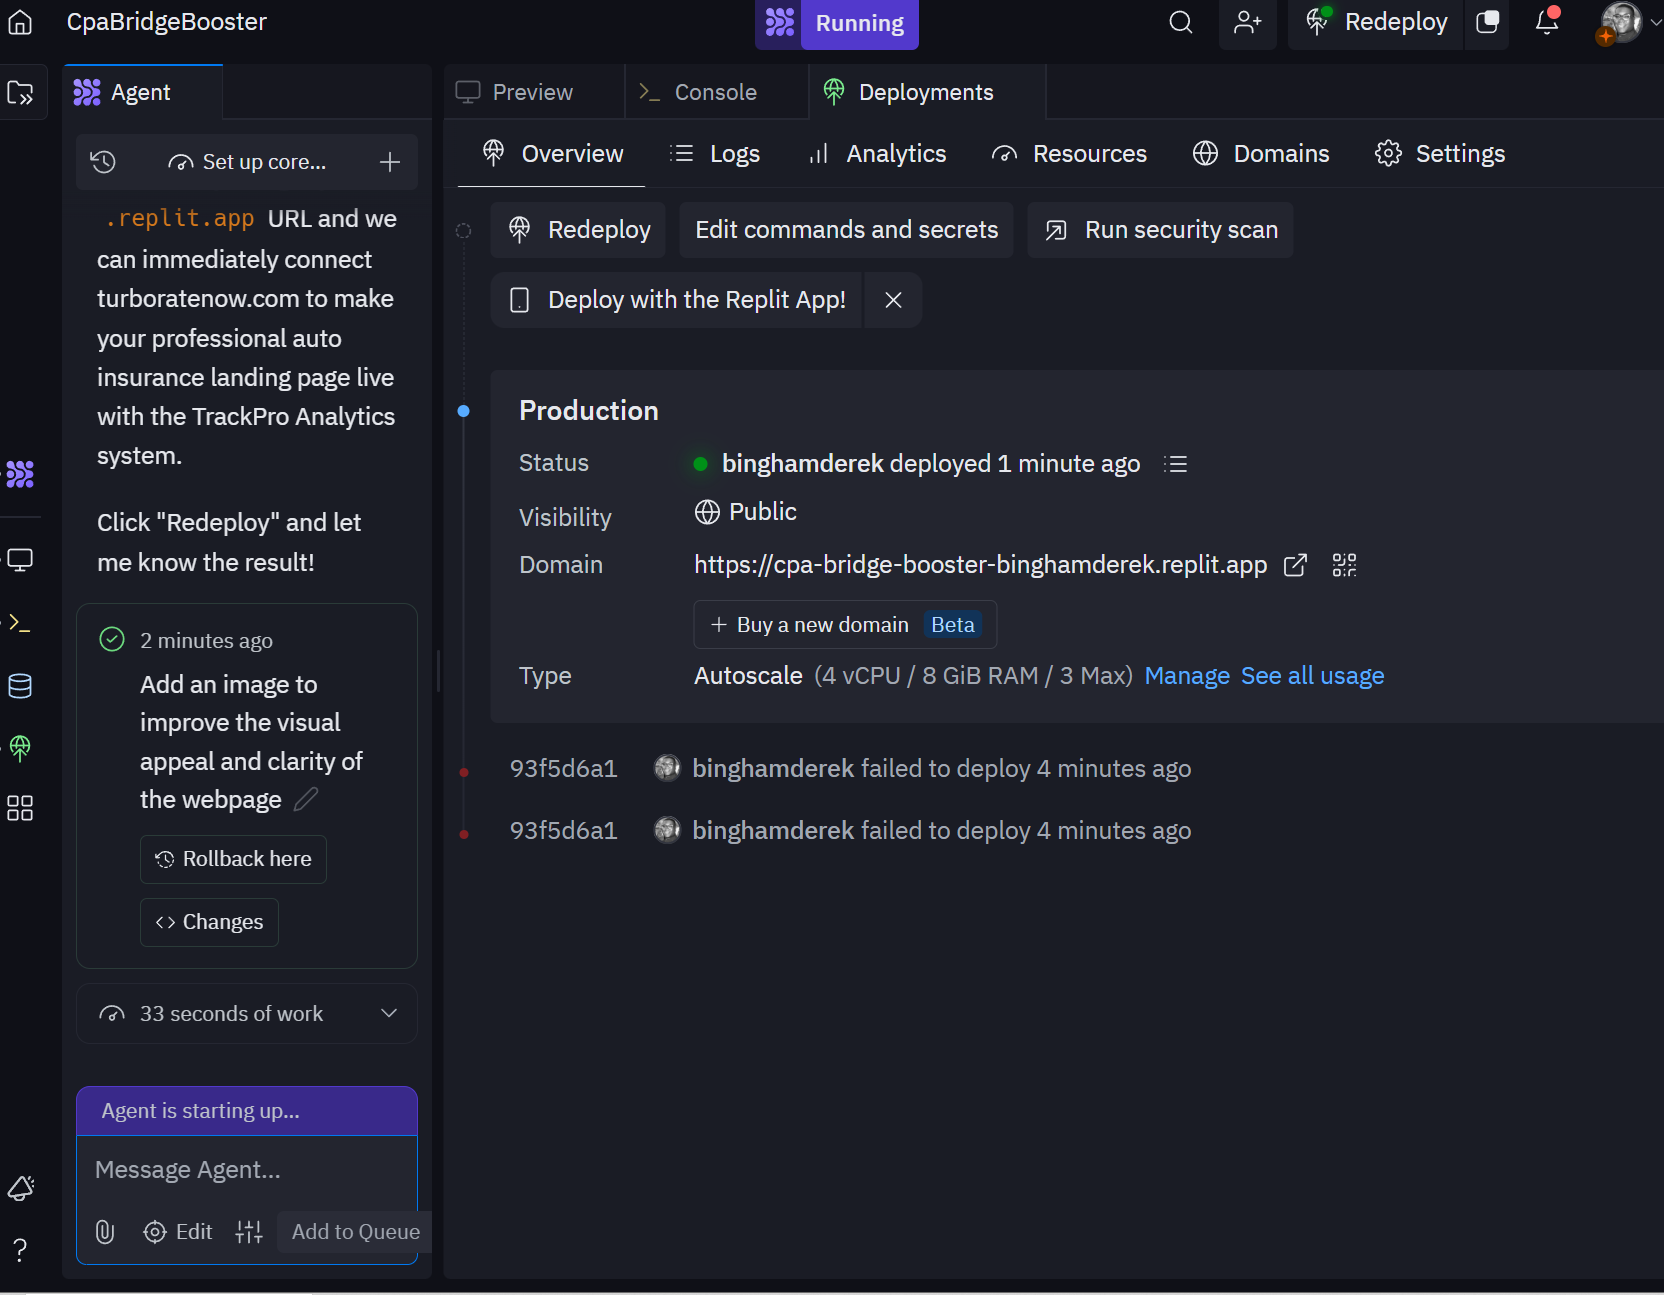 CpaBridgeBooster
Running
Redeploy
Agent
Preview
Console
Deployments
Set up core...
Overview
Logs
Analytics
Resources
Domains
Settings
.replit.app URL and we
can immediately connect
turboratenow.com to make
your professional auto
insurance landing page live
with the TrackPro Analytics
system.
Click "Redeploy" and let
me know the result!
2 minutes ago
Add an image to
improve the visual
appeal and clarity of
the webpage
Rollback here
Changes
33 seconds of work
Agent is starting up...
Message Agent...
Edit
Add to Queue
Redeploy
Edit commands and secrets
Run security scan
Deploy with the Replit App!
Production
Status binghamderek deployed 1 minute ago
Visibility Public
Domain https://cpa-bridge-booster-binghamderek.replit.app
Buy a new domain Beta
Type Autoscale (4 vCPU / 8 GiB RAM / 3 Max) Manage See all usage
93f5d6a1 binghamderek failed to deploy 4 minutes ago
93f5d6a1 binghamderek failed to deploy 4 minutes ago